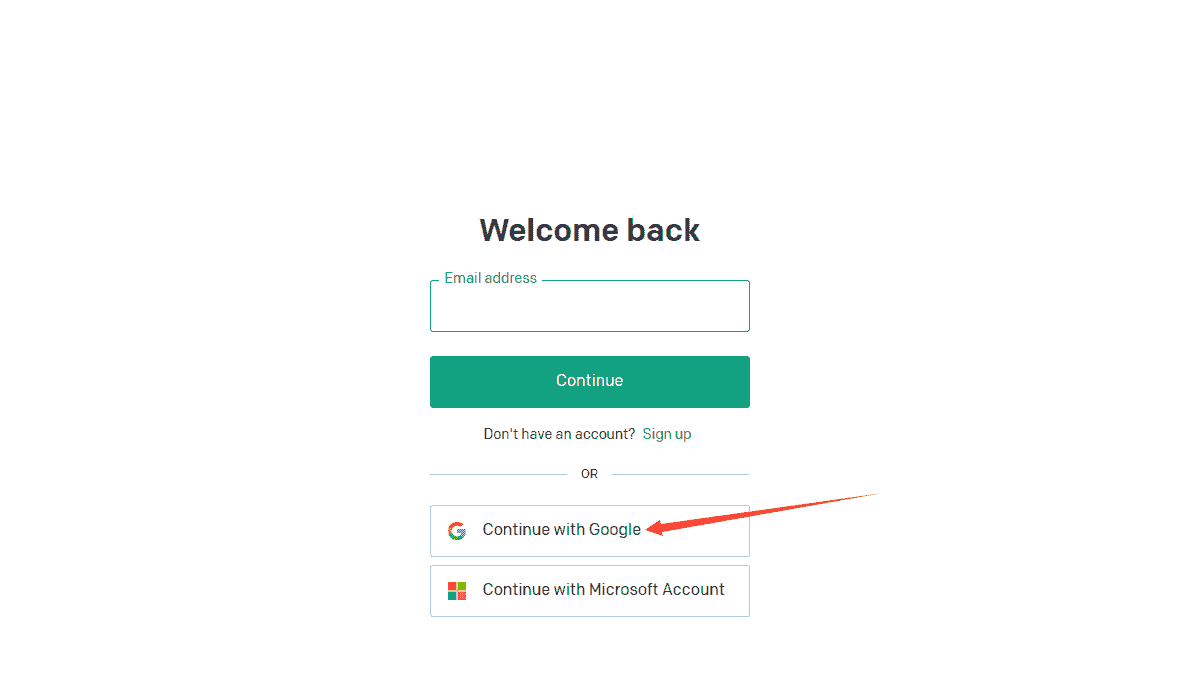 Welcome back
Email address
Continue
Don't have an account? Sign up
OR
Continue with Google
Continue with Microsoft Account